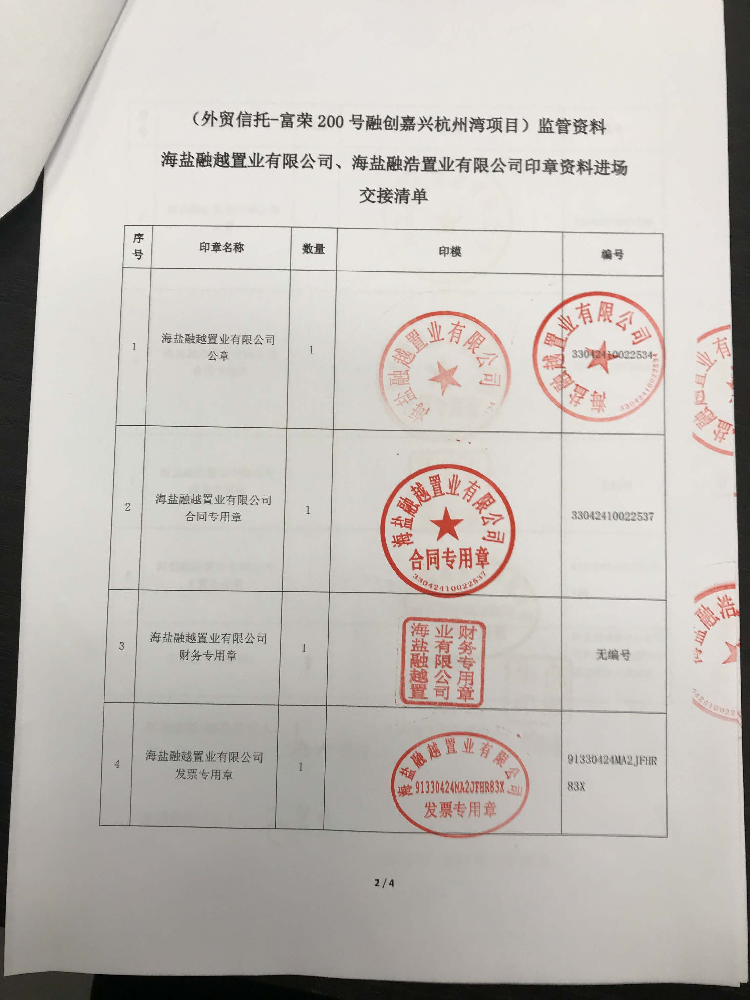 （外贸信托-富荣 200 号融创嘉兴杭州湾项目）监管资料
海盐融越置业有限公司、海盐融浩置业有限公司印章资料进场
交接清单
序号 印章名称 数量 印模 编号
1 海盐融越置业有限公司公章 1 33042410022534
海盐融越置业有限公司
34
海盐融越置业有限公司
33042410022534
2 海盐融越置业有限公司合同专用章 1 33042410022537
海盐融越置业有限公司
合同专用章
33042410022537
3 海盐融越置业有限公司财务专用章 1 无编号
海盐融越置
业有限公司
财务专用章
4 海盐融越置业有限公司发票专用章 1 91330424MA2JFHR83X
海盐融越置业有限公司
91330424MA2JFHR83X
发票专用章
盐融越置业有
盐融浩
42410022
2 / 4